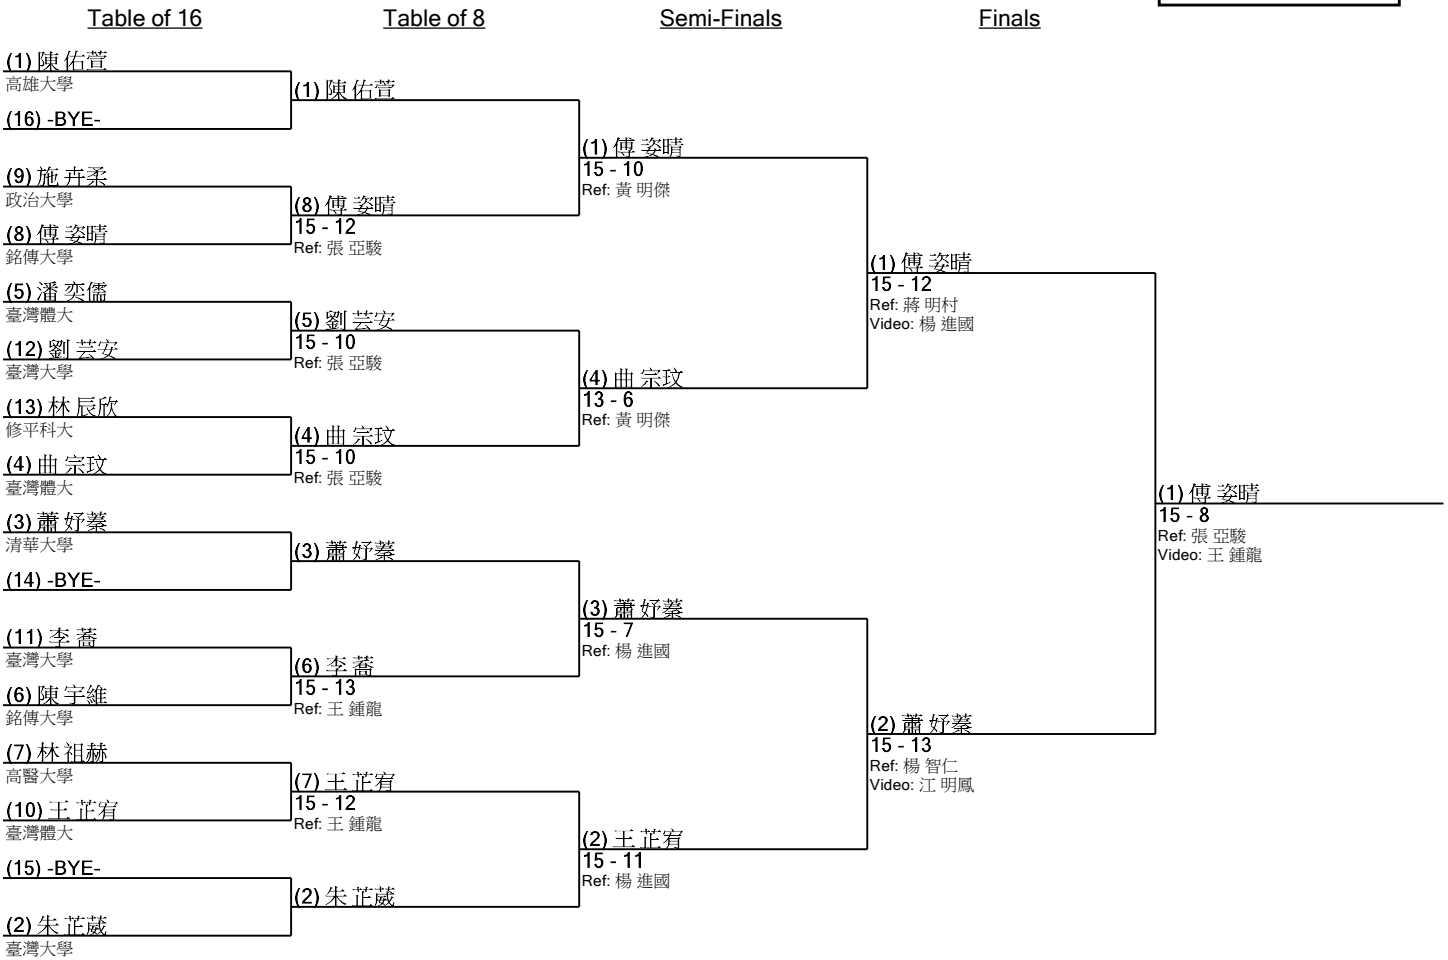 Table of 16
Table of 8
Semi-Finals
Finals
(1) 陳 佑萱
高雄大學
(16) -BYE-
(9) 施 卉柔
政治大學
(8) 傅 姿晴
銘傳大學
(5) 潘 奕儒
臺灣體大
(12) 劉 芸安
臺灣大學
(13) 林 辰欣
修平科大
(4) 曲 宗玟
臺灣體大
(3) 蕭 妤蓁
清華大學
(14) -BYE-
(11) 李 蕎
臺灣大學
(6) 陳 宇維
銘傳大學
(7) 林 祖赫
高醫大學
(10) 王 芷宥
臺灣體大
(15) -BYE-
(2) 朱 芷葳
臺灣大學
(1) 陳 佑萱
(8) 傅 姿晴
15 - 12
Ref: 張 亞駿
(5) 劉 芸安
15 - 10
Ref: 張 亞駿
(4) 曲 宗玟
15 - 10
Ref: 張 亞駿
(3) 蕭 妤蓁
(6) 李 蕎
15 - 13
Ref: 王 鍾龍
(7) 王 芷宥
15 - 12
Ref: 王 鍾龍
(2) 朱 芷葳
(1) 傅 姿晴
15 - 10
Ref: 黃 明傑
(4) 曲 宗玟
13 - 6
Ref: 黃 明傑
(3) 蕭 妤蓁
15 - 7
Ref: 楊 進國
(2) 王 芷宥
15 - 11
Ref: 楊 進國
(1) 傅 姿晴
15 - 12
Ref: 蔣 明村
Video: 楊 進國
(2) 蕭 妤蓁
15 - 13
Ref: 楊 智仁
Video: 江 明鳳
(1) 傅 姿晴
15 - 8
Ref: 張 亞駿
Video: 王 鍾龍